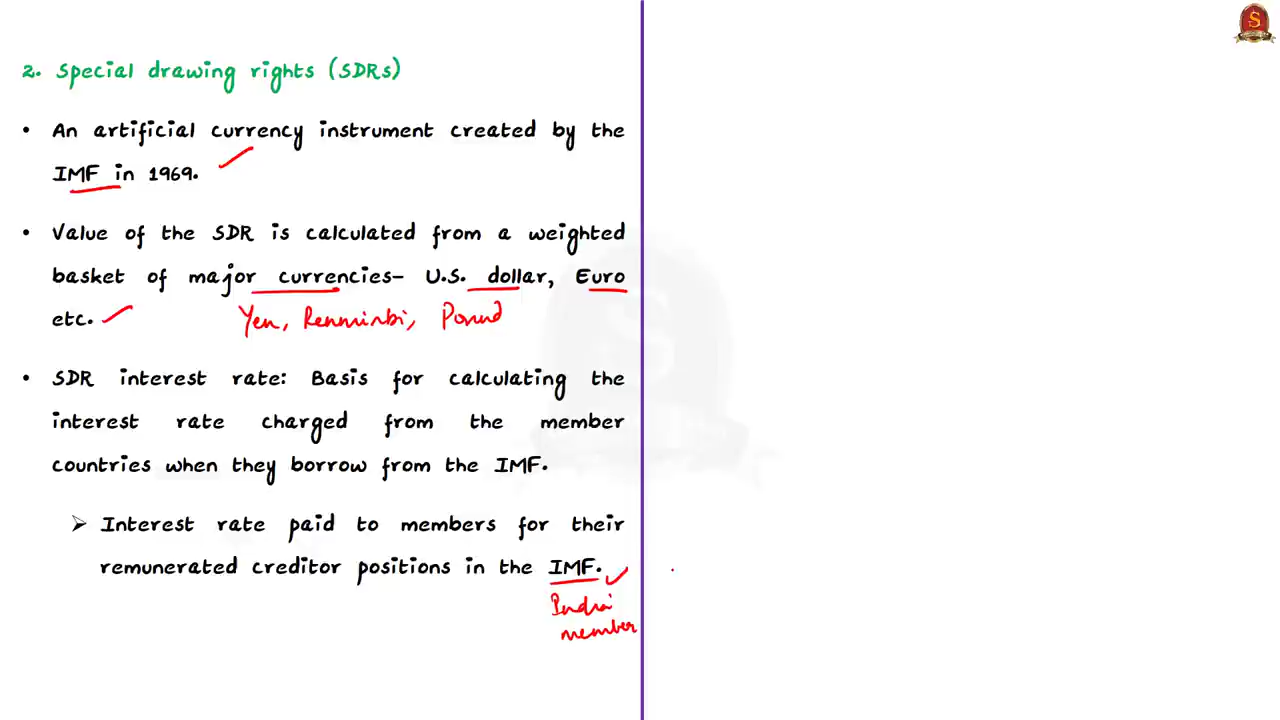 2. Special drawing rights (SDRs)
• An artificial currency instrument created by the
IMF in 1969.
• Value of the SDR is calculated from a weighted
basket of major currencies- U.S. dollar, Euro
etc.
Yen, Renminbi, Pound
• SDR interest rate: Basis for calculating the
interest rate charged from the member
countries when they borrow from the IMF.
➢ Interest rate paid to members for their
remunerated creditor positions in the IMF.
India
member
S